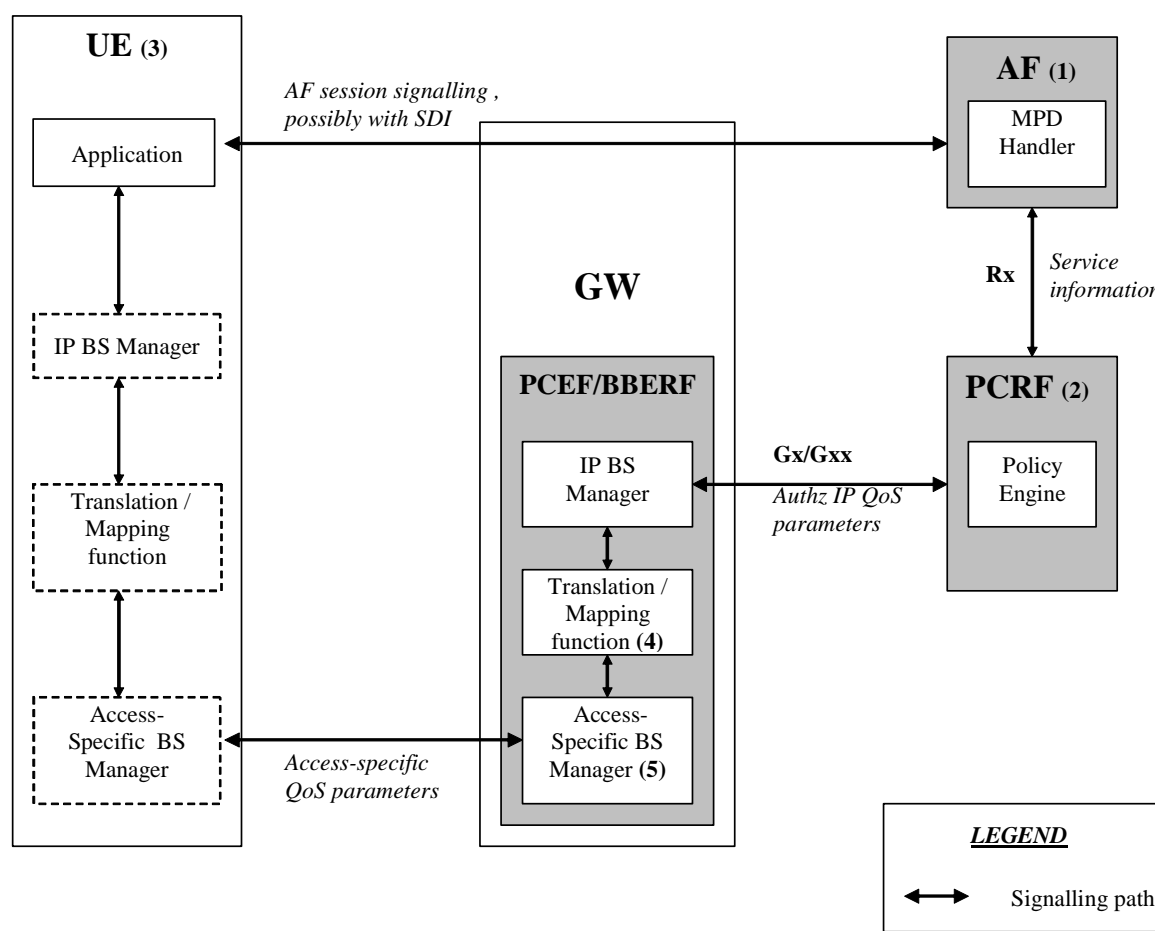 UE (3)
AF (1)
AF session signalling ,
possibly with SDI
MPD
Handler
Application
GW
Rx
Service
information
IP BS Manager
PCEF/BBERF
PCRF (2)
IP BS
Manager
Gx/Gxx
Authz IP QoS
parameters
Policy
Engine
Translation /
Mapping
function
Translation /
Mapping
function (4)
Access-
Specific BS
Manager
Access-specific
QoS parameters
Access-
Specific BS
Manager (5)
LEGEND
Signalling path